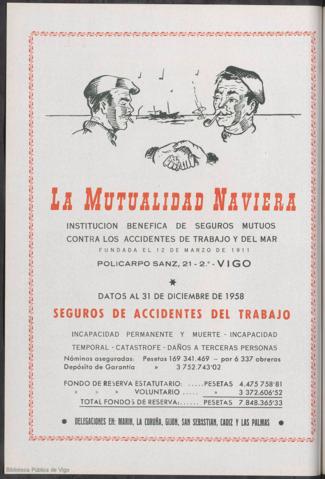 LA MUTUALIDAD NAVIERA
INSTITUCION BENEFICA DE SEGUROS MUTUOS
CONTRA LOS ACCIDENTES DE TRABAJO Y DEL MAR
FUNDADA EL 12 DE MARZO DE 1911
POLICARPO SANZ, 21 - 2.º - VIGO
*
DATOS AL 31 DE DICIEMBRE DE 1958
SEGUROS DE ACCIDENTES DEL TRABAJO
INCAPACIDAD PERMANENTE Y MUERTE - INCAPACIDAD
TEMPORAL - CATASTROFE - DAÑOS A TERCERAS PERSONAS
Nóminas aseguradas: Pesetas 169 341.469 — por 6 337 obreros
Depósito de Garantía » 3 752 743'02
FONDO DE RESERVA ESTATUTARIO: .....PESETAS 4.475 758'81
» » » VOLUNTARIO ..... » 3 372.606'52
TOTAL FONDOS DE RESERVA:...... PESETAS 7.848.365'33
● DELEGACIONES EN: MARIN, LA CORUÑA, GIJON, SAN SEBASTIAN, CADIZ Y LAS PALMAS ●
Biblioteca Pública de Vigo